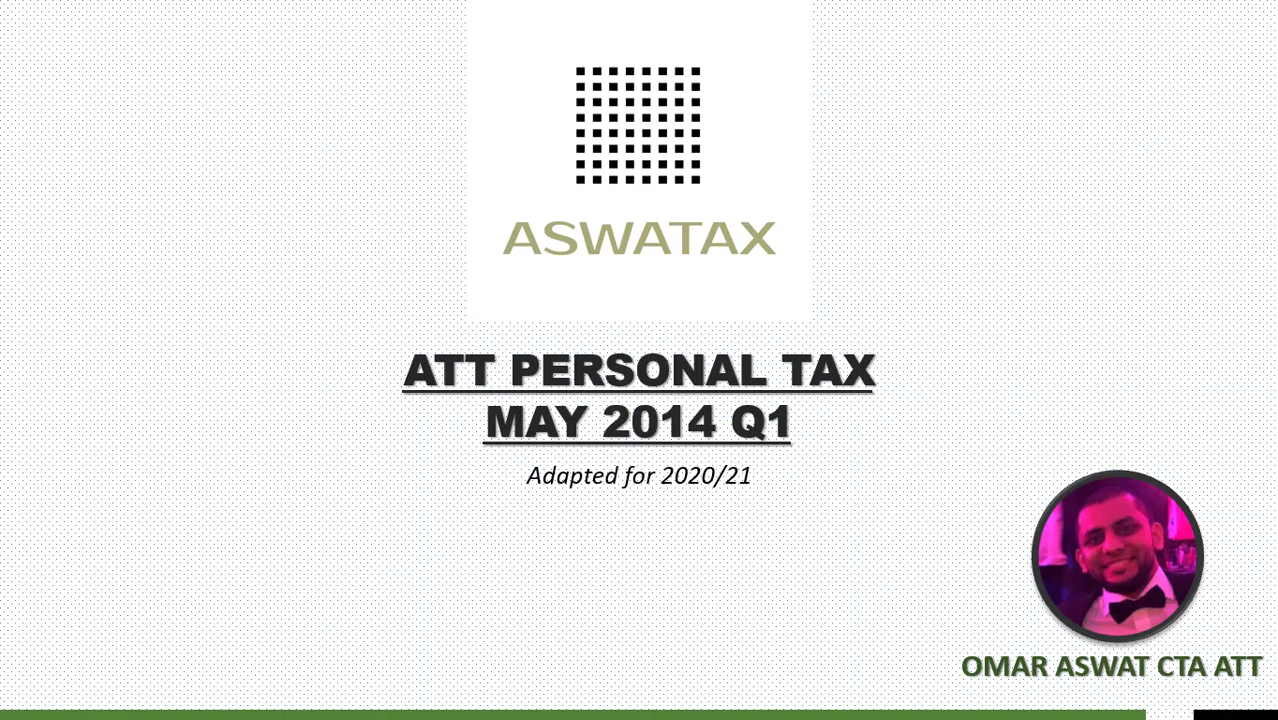 ASWATAX
ATT PERSONAL TAX
MAY 2014 Q1
Adapted for 2020/21
OMAR ASWAT CTA ATT